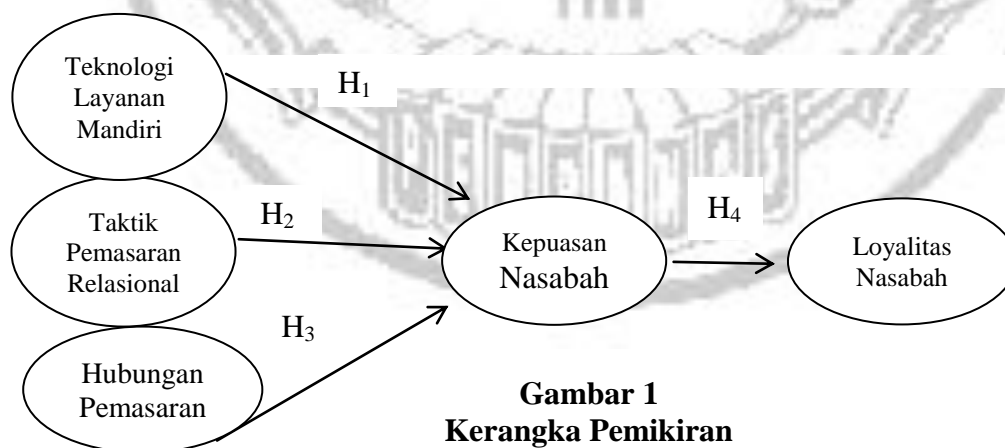 Teknologi
Layanan
Mandiri
H₁
Taktik
Pemasaran
Relasional
H₂
Hubungan
Pemasaran
H₃
Kepuasan
Nasabah
H₄
Loyalitas
Nasabah
Gambar 1
Kerangka Pemikiran